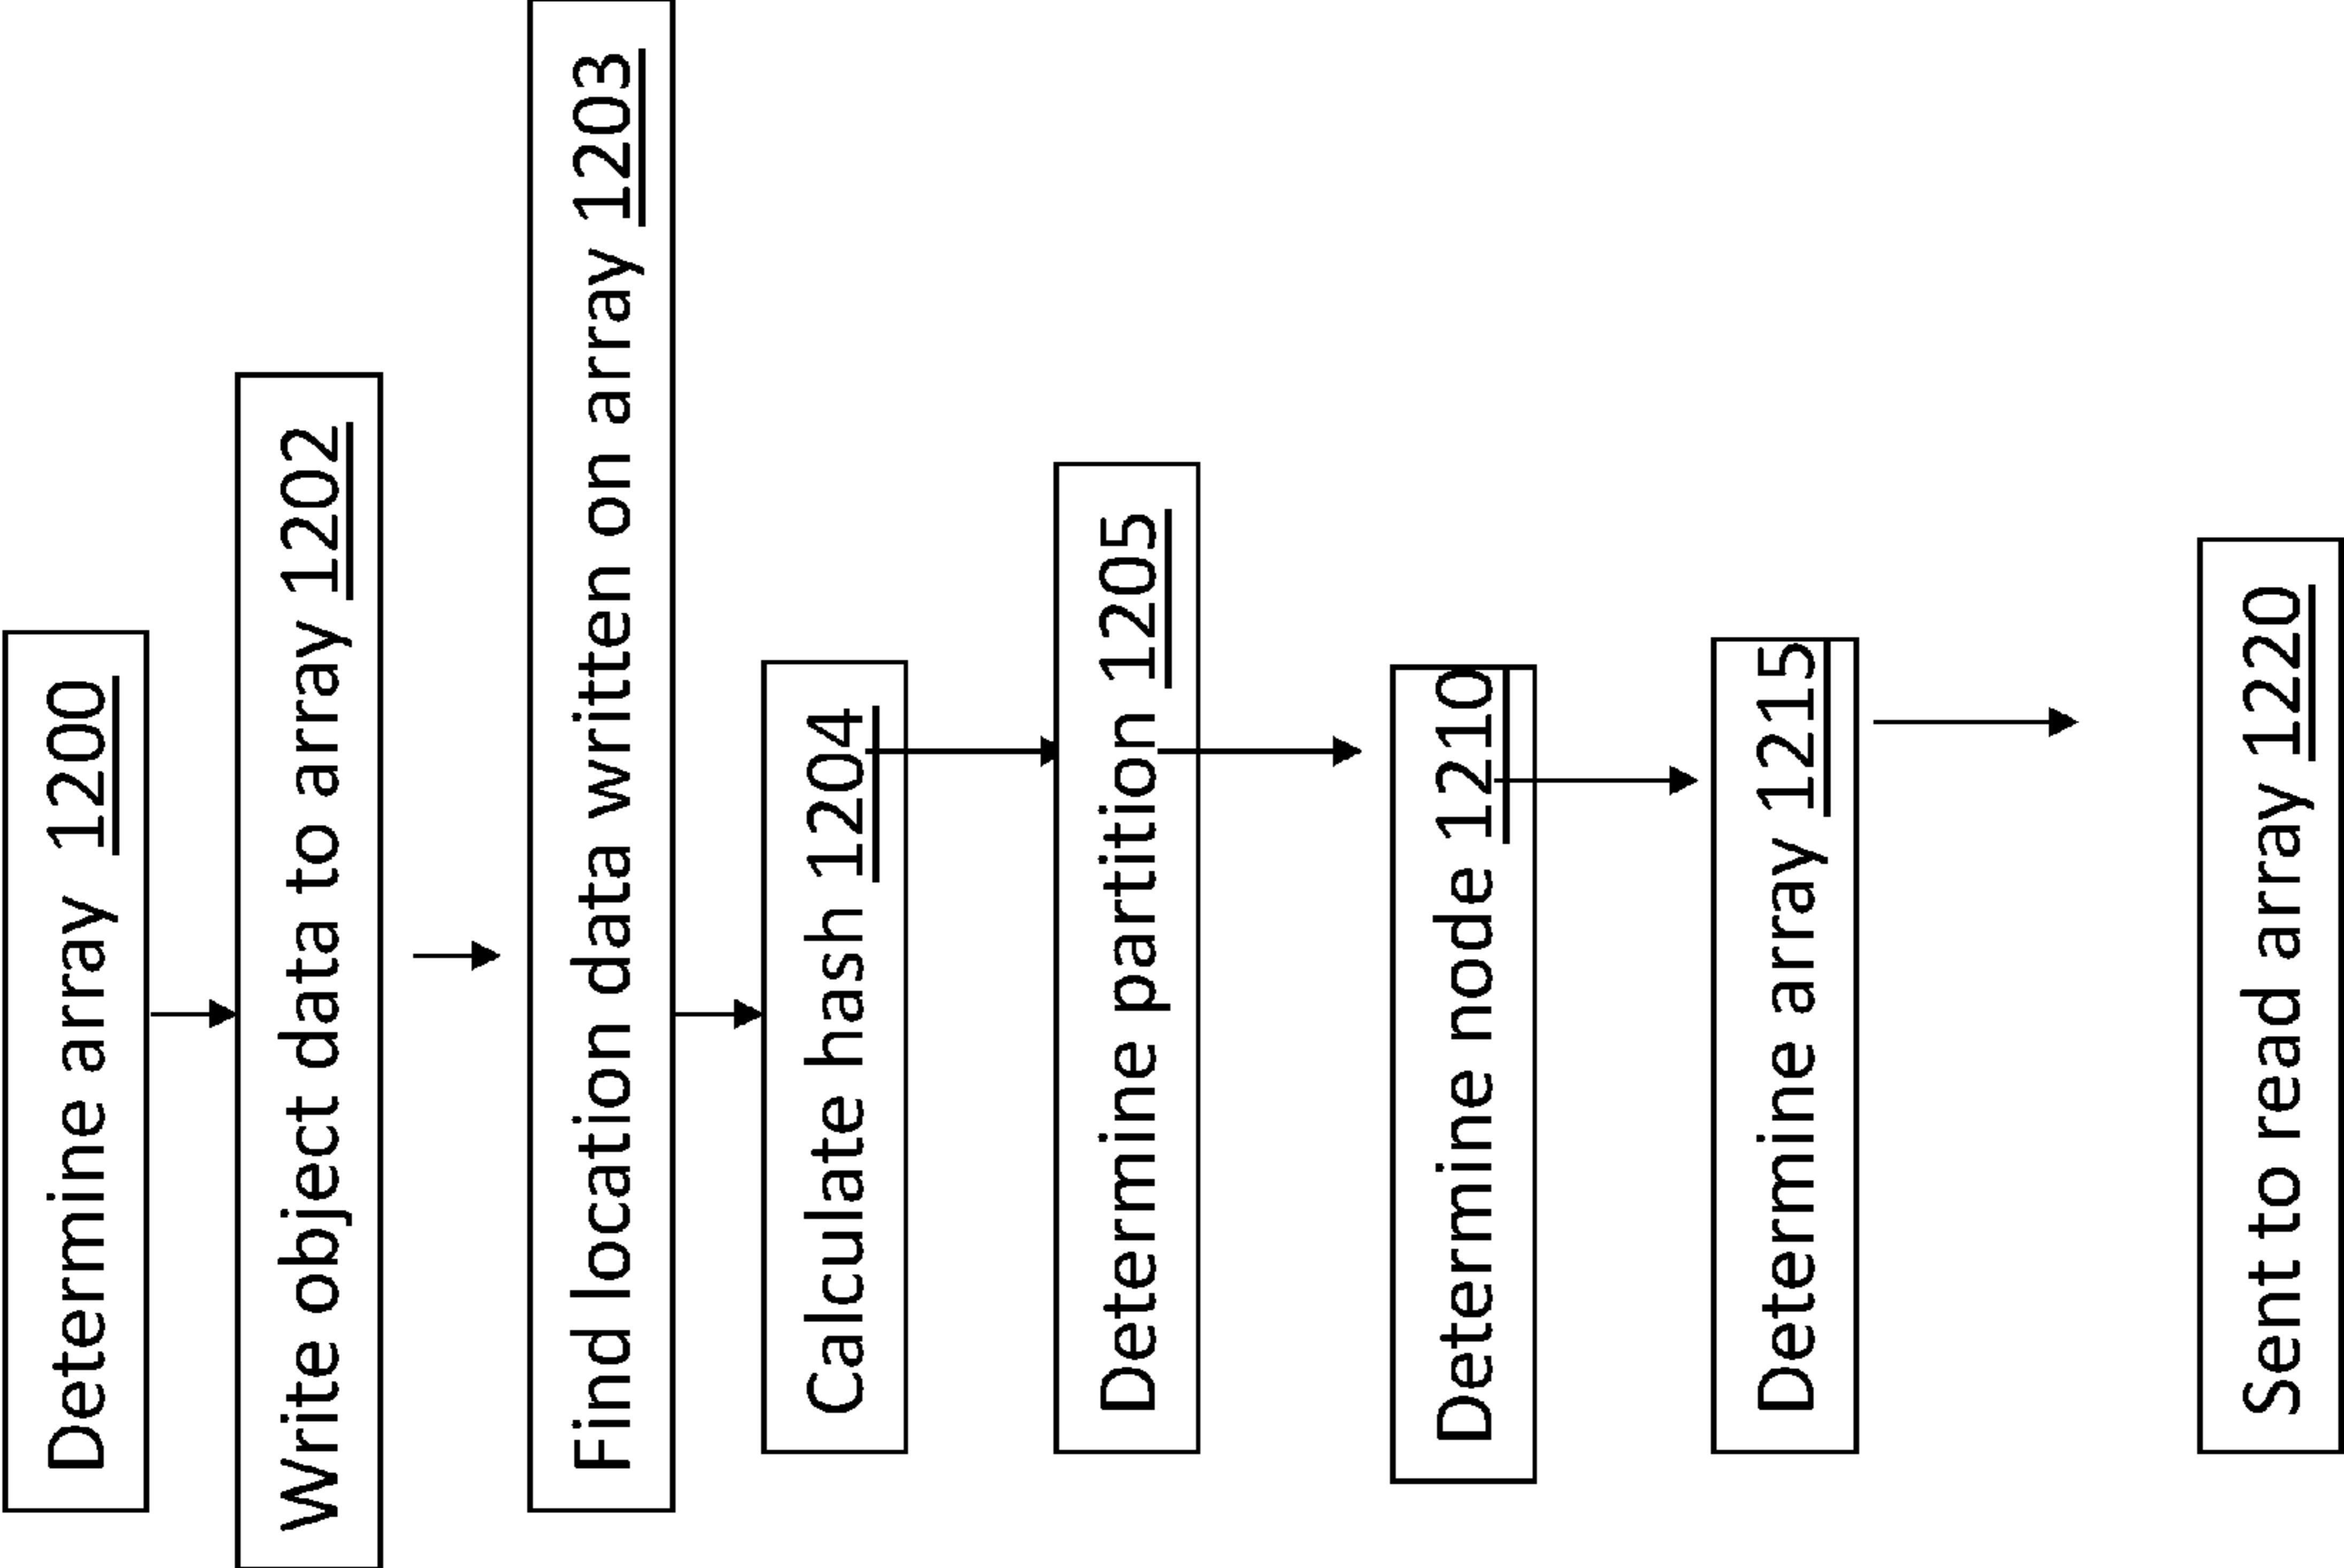 Determine array 1200
Write object data to array 1202
Find location data written on array 1203
Calculate hash 1204
Determine partition 1205
Determine node 1210
Determine array 1215
Sent to read array 1220